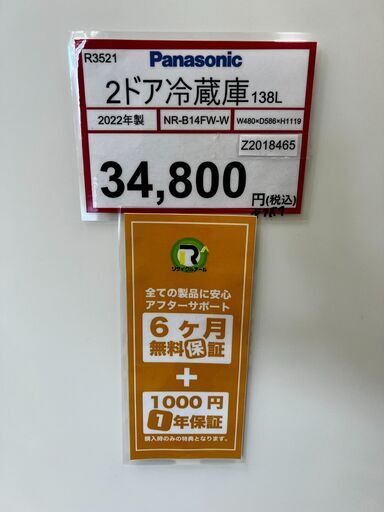 R3521
Panasonic
2ドア冷蔵庫 138L
2022年製 NR-B14FW-W W480×D586×H1119
Z2018465
34,800 円(税込)
R
リサイクルアール
全ての製品に安心
アフターサポート
6ヶ月
無料保証
+
1000円
1年保証
購入時のみの特典となります。